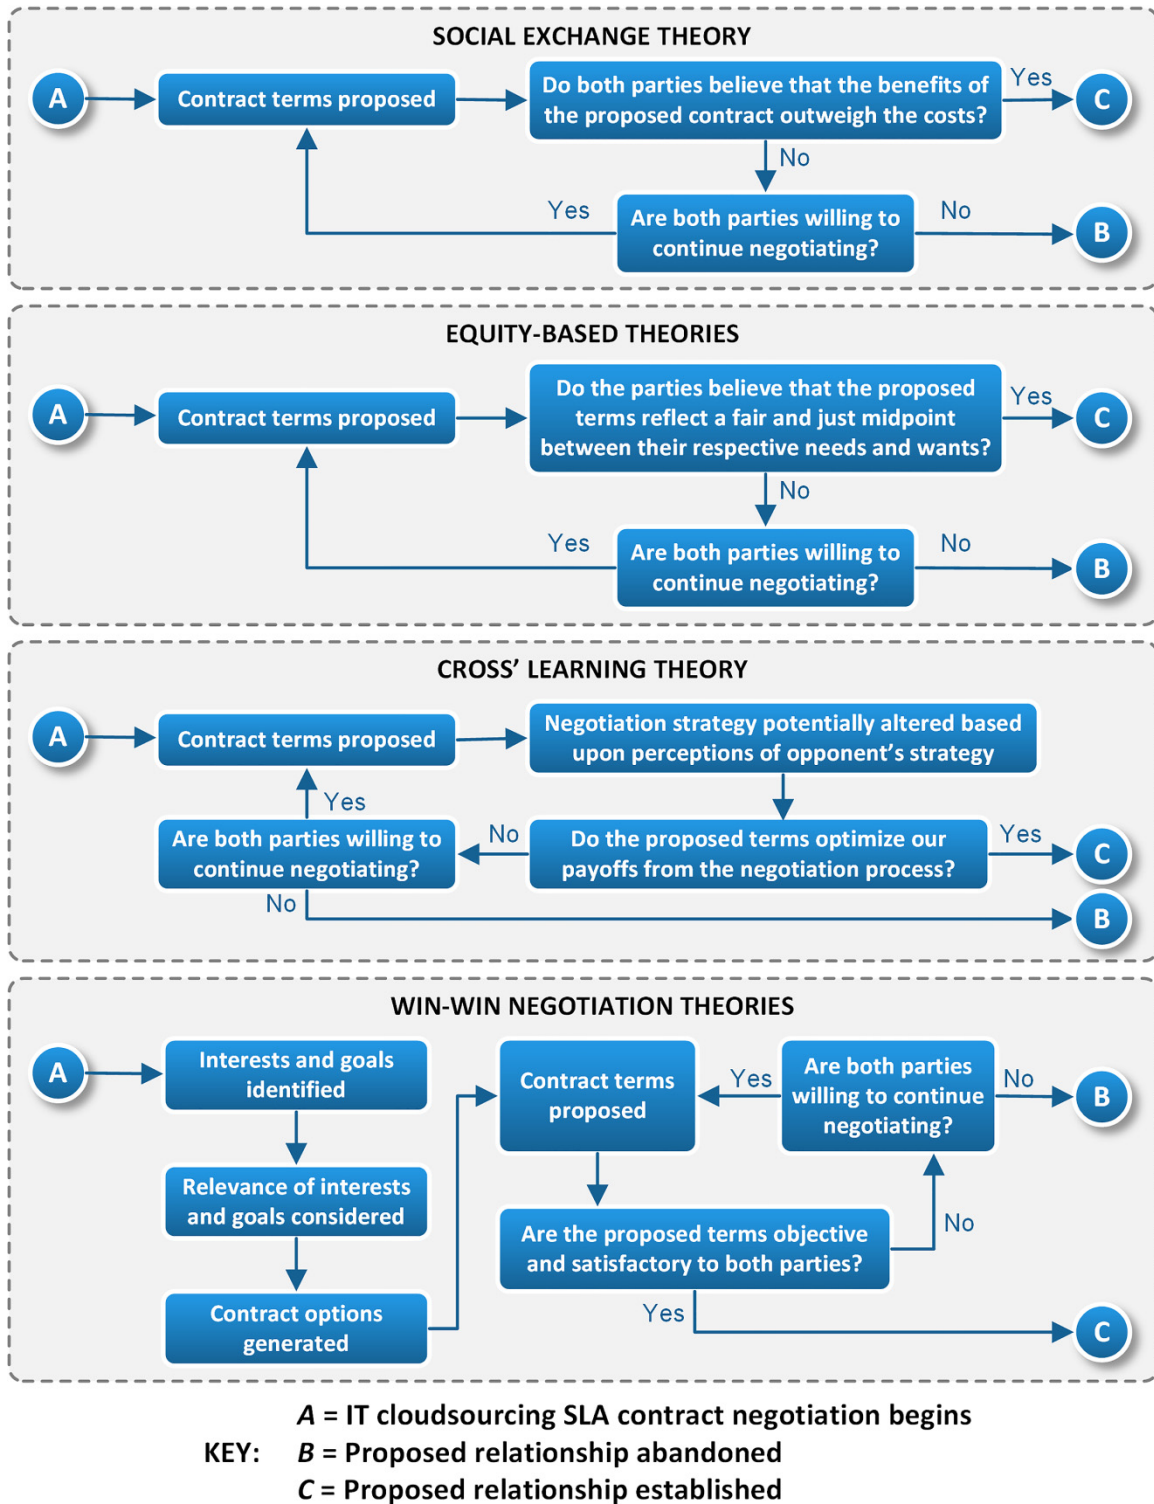 SOCIAL EXCHANGE THEORY
A
Contract terms proposed
Do both parties believe that the benefits of
the proposed contract outweigh the costs?
Yes
C
No
Yes
Are both parties willing to
continue negotiating?
No
B
EQUITY-BASED THEORIES
A
Contract terms proposed
Do the parties believe that the proposed
terms reflect a fair and just midpoint
between their respective needs and wants?
Yes
C
No
Yes
Are both parties willing to
continue negotiating?
No
B
CROSS’ LEARNING THEORY
A
Contract terms proposed
Negotiation strategy potentially altered based
upon perceptions of opponent’s strategy
Yes
Are both parties willing to
continue negotiating?
No
Do the proposed terms optimize our
payoffs from the negotiation process?
Yes
C
No
B
WIN-WIN NEGOTIATION THEORIES
A
Interests and goals
identified
Relevance of interests
and goals considered
Contract options
generated
Contract terms
proposed
Yes
Are both parties
willing to continue
negotiating?
No
B
Are the proposed terms objective
and satisfactory to both parties?
No
Yes
C
A = IT cloudsourcing SLA contract negotiation begins
KEY: B = Proposed relationship abandoned
C = Proposed relationship established